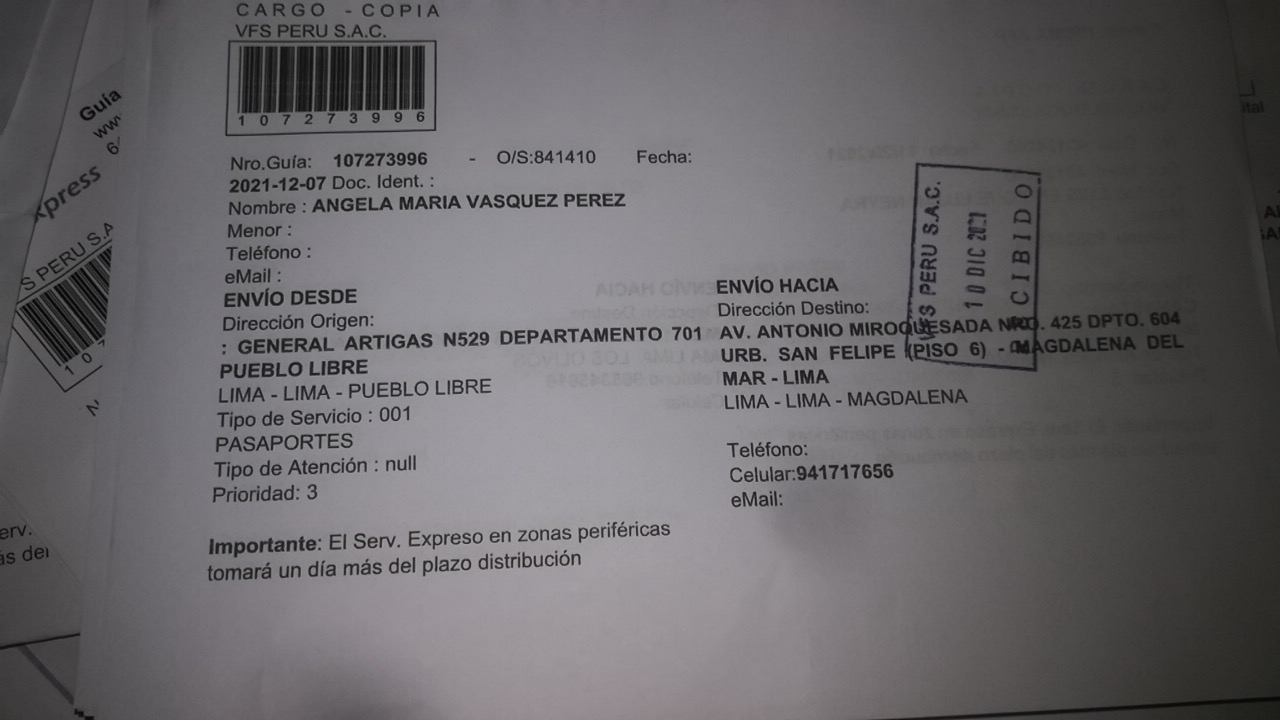 CARGO - COPIA
VFS PERU S.A.C.
107273996
Nro.Guía: 107273996 - O/S:841410 Fecha:
2021-12-07 Doc. Ident. :
Nombre : ANGELA MARIA VASQUEZ PEREZ
Menor :
Teléfono :
eMail :
ENVÍO DESDE
Dirección Origen:
: GENERAL ARTIGAS N529 DEPARTAMENTO 701
PUEBLO LIBRE
LIMA - LIMA - PUEBLO LIBRE
Tipo de Servicio : 001
PASAPORTES
Tipo de Atención : null
Prioridad: 3
ENVÍO HACIA
Dirección Destino:
AV. ANTONIO MIROQUESADA NRO. 425 DPTO. 604
URB. SAN FELIPE (PISO 6) - MAGDALENA DEL
MAR - LIMA
LIMA - LIMA - MAGDALENA
Teléfono:
Celular:941717656
eMail:
Importante: El Serv. Expreso en zonas periféricas
tomará un día más del plazo distribución
VFS PERU S.A.C.
10 DIC 2021
RECIBIDO
Guía
xpress
S PERU S.A
erv.